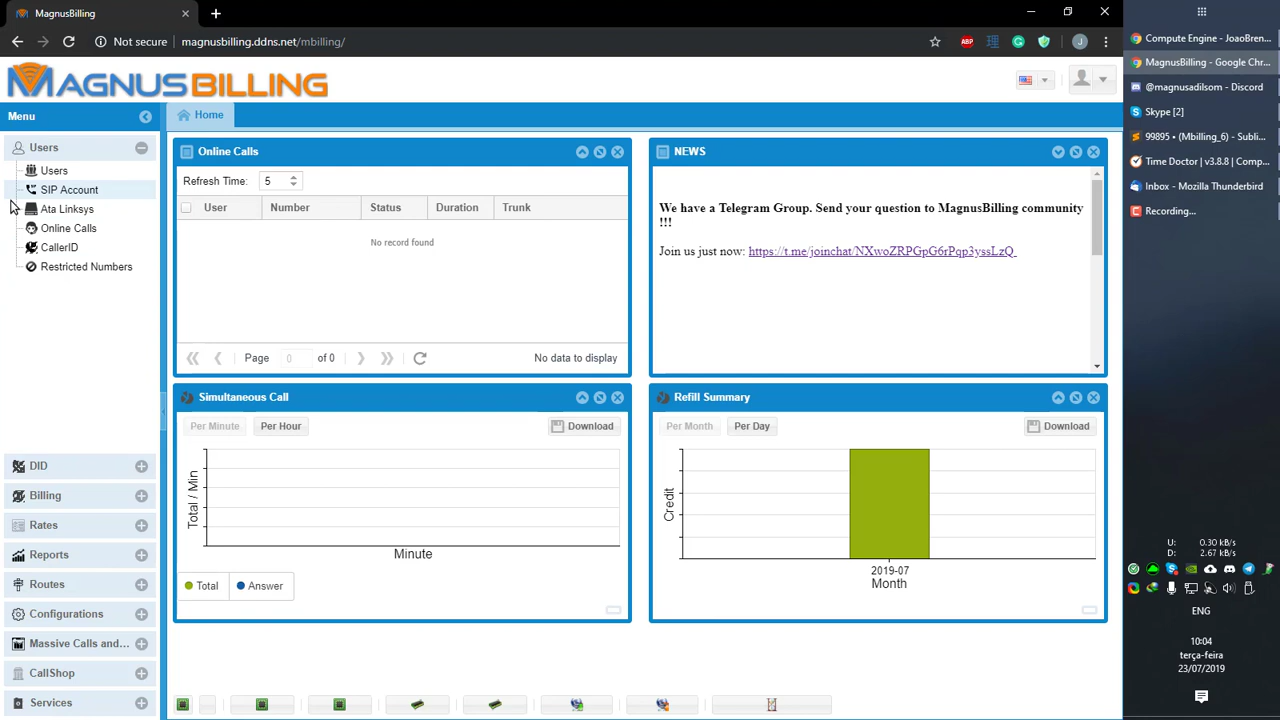 MagnusBilling
Not secure
magnusbilling.ddns.net/mbilling/
ABP
J
MAGNUSBILLING
Menu
Home
Users
Users
SIP Account
Ata Linksys
Online Calls
CallerID
Restricted Numbers
DID
Billing
Rates
Reports
Routes
Configurations
Massive Calls and...
CallShop
Services
Online Calls
Refresh Time: 5
User Number Status Duration Trunk
No record found
Page 0 of 0
No data to display
NEWS
We have a Telegram Group. Send your question to MagnusBilling community
!!!
Join us just now: https://t.me/joinchat/NXwoZRPGpG6rPqp3yssLzQ
Simultaneous Call
Per Minute Per Hour Download
Total / Min
Minute
Total Answer
Refill Summary
Per Month Per Day Download
Credit
2019-07
Month
Compute Engine - JoaoBren...
MagnusBilling - Google Chr...
@magnusadilsom - Discord
Skype [2]
99895 • (Mbilling_6) - Subli...
Time Doctor | v3.8.8 | Comp...
Inbox - Mozilla Thunderbird
Recording...
U: 0.30 kB/s
D: 2.67 kB/s
ENG
10:04
terça-feira
23/07/2019